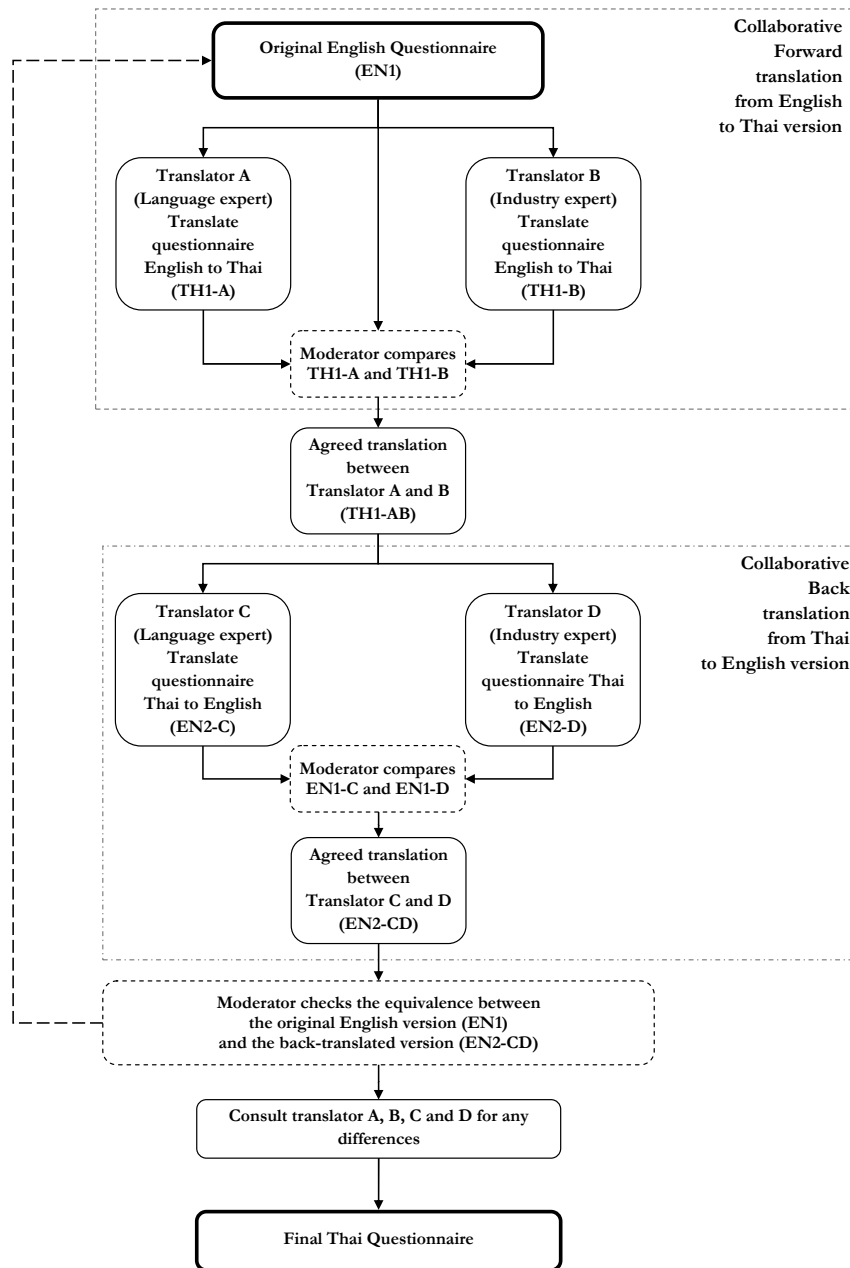 Original English Questionnaire
(EN1)
Collaborative
Forward
translation
from English
to Thai version
Translator A
(Language expert)
Translate
questionnaire
English to Thai
(TH1-A)
Translator B
(Industry expert)
Translate
questionnaire
English to Thai
(TH1-B)
Moderator compares
TH1-A and TH1-B
Agreed translation
between
Translator A and B
(TH1-AB)
Collaborative
Back
translation
from Thai
to English version
Translator C
(Language expert)
Translate
questionnaire
Thai to English
(EN2-C)
Translator D
(Industry expert)
Translate
questionnaire Thai
to English
(EN2-D)
Moderator compares
EN1-C and EN1-D
Agreed translation
between
Translator C and D
(EN2-CD)
Moderator checks the equivalence between
the original English version (EN1)
and the back-translated version (EN2-CD)
Consult translator A, B, C and D for any
differences
Final Thai Questionnaire